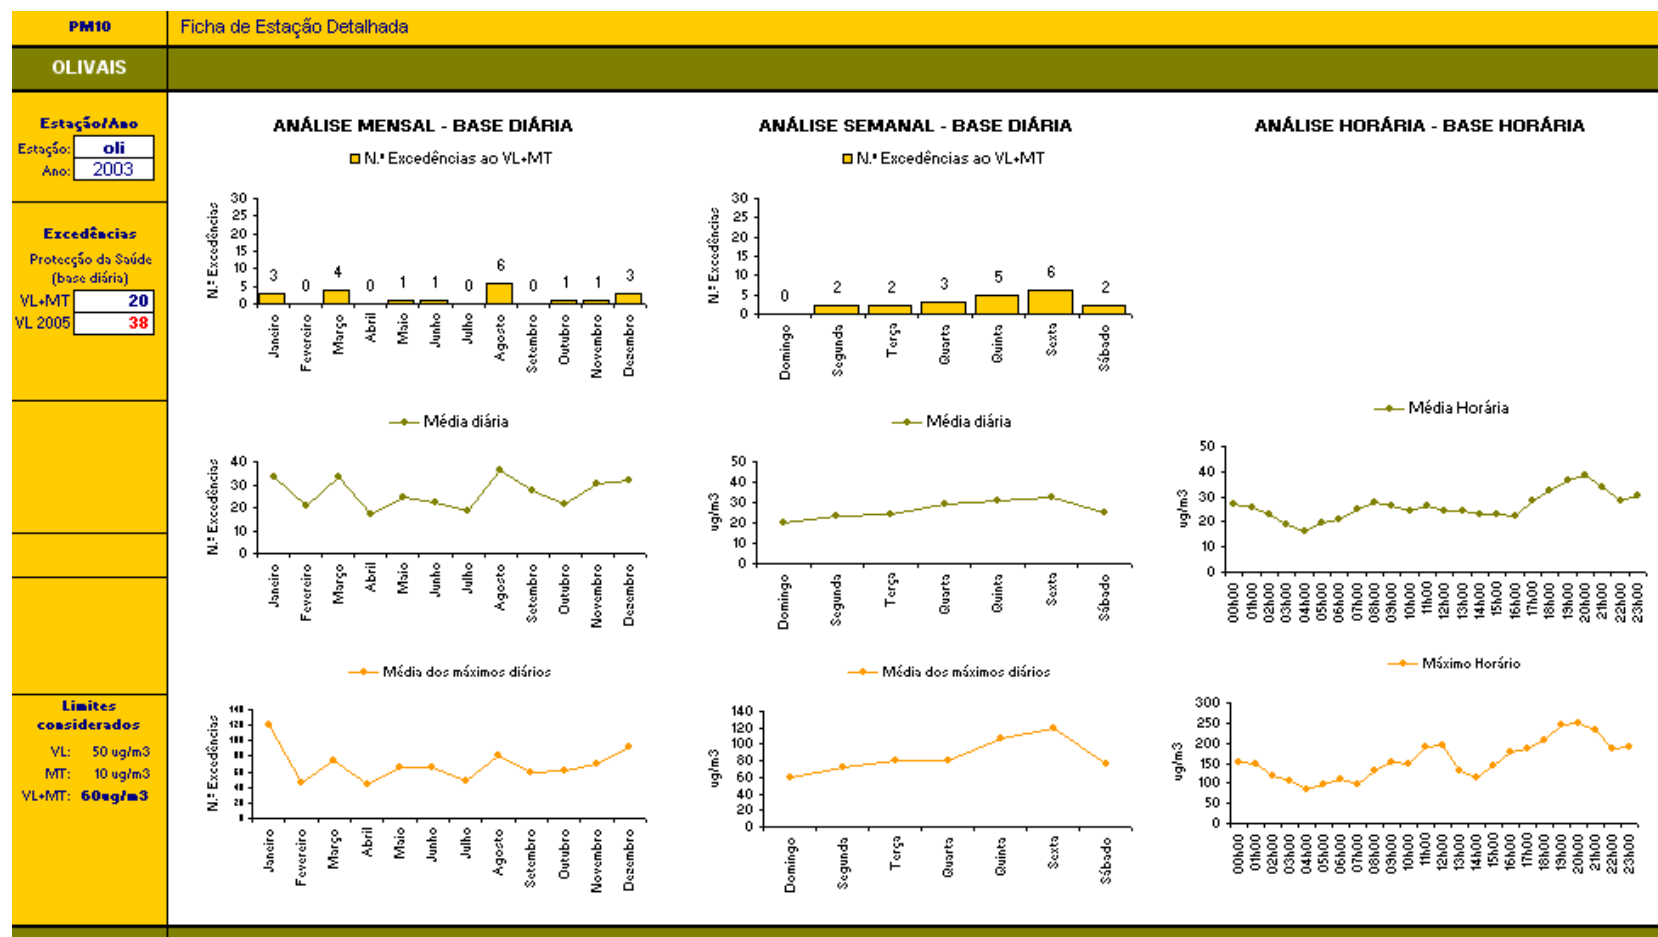 PM10
Ficha de Estação Detalhada
OLIVAIS
Estação/Ano
Estação: oli
Ano: 2003
Excedências
Protecção da Saúde
(base diária)
VL+MT 20
VL 2005 38
Limites
considerados
VL: 50 ug/m3
MT: 10 ug/m3
VL+MT: 60ug/m3
ANÁLISE MENSAL - BASE DIÁRIA
N.º Excedências ao VL+MT
N.º Excedências
30
25
20
15
10
5
0
3 0 4 0 1 1 0 6 0 1 1 3
Janeiro Fevereiro Março Abril Maio Junho Julho Agosto Setembro Outubro Novembro Dezembro
Média diária
N.º Excedências
40
30
20
10
0
Janeiro Fevereiro Março Abril Maio Junho Julho Agosto Setembro Outubro Novembro Dezembro
Média dos máximos diários
N.º Excedências
140
120
100
80
60
40
20
0
Janeiro Fevereiro Março Abril Maio Junho Julho Agosto Setembro Outubro Novembro Dezembro
ANÁLISE SEMANAL - BASE DIÁRIA
N.º Excedências ao VL+MT
N.º Excedências
30
25
20
15
10
5
0
0 2 2 3 5 6 2
Domingo Segunda Terça Quarta Quinta Sexta Sábado
Média diária
ug/m3
50
40
30
20
10
0
Domingo Segunda Terça Quarta Quinta Sexta Sábado
Média dos máximos diários
ug/m3
140
120
100
80
60
40
20
0
Domingo Segunda Terça Quarta Quinta Sexta Sábado
ANÁLISE HORÁRIA - BASE HORÁRIA
Média Horária
ug/m3
50
40
30
20
10
0
00h00 01h00 02h00 03h00 04h00 05h00 06h00 07h00 08h00 09h00 10h00 11h00 12h00 13h00 14h00 15h00 16h00 17h00 18h00 19h00 20h00 21h00 22h00 23h00
Máximo Horário
ug/m3
300
250
200
150
100
50
0
00h00 01h00 02h00 03h00 04h00 05h00 06h00 07h00 08h00 09h00 10h00 11h00 12h00 13h00 14h00 15h00 16h00 17h00 18h00 19h00 20h00 21h00 22h00 23h00